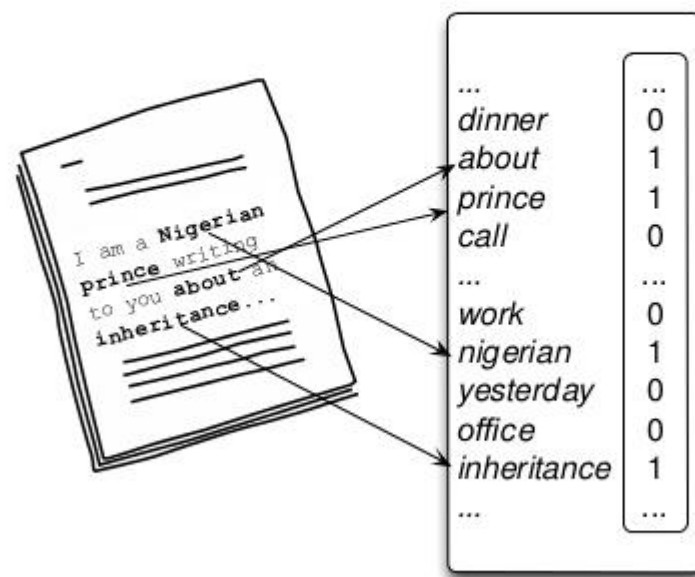 I am a Nigerian
Prince writing
to you about an
inheritance...
... ...
dinner 0
about 1
prince 1
call 0
... ...
work 0
nigerian 1
yesterday 0
office 0
inheritance 1
... ...